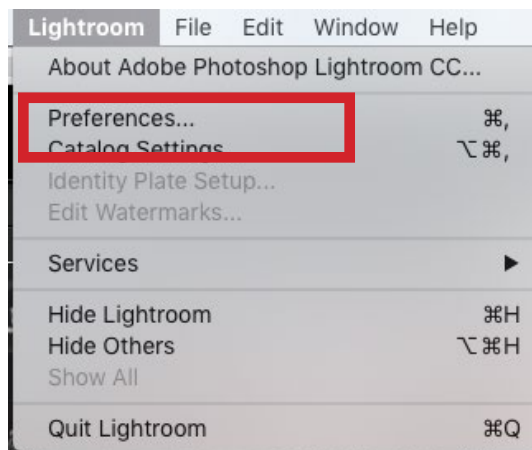 Lightroom File Edit Window Help
About Adobe Photoshop Lightroom CC...
Preferences... ⌘,
Catalog Settings ⌥⌘,
Identity Plate Setup...
Edit Watermarks...
Services ▶
Hide Lightroom ⌘H
Hide Others ⌥⌘H
Show All
Quit Lightroom ⌘Q